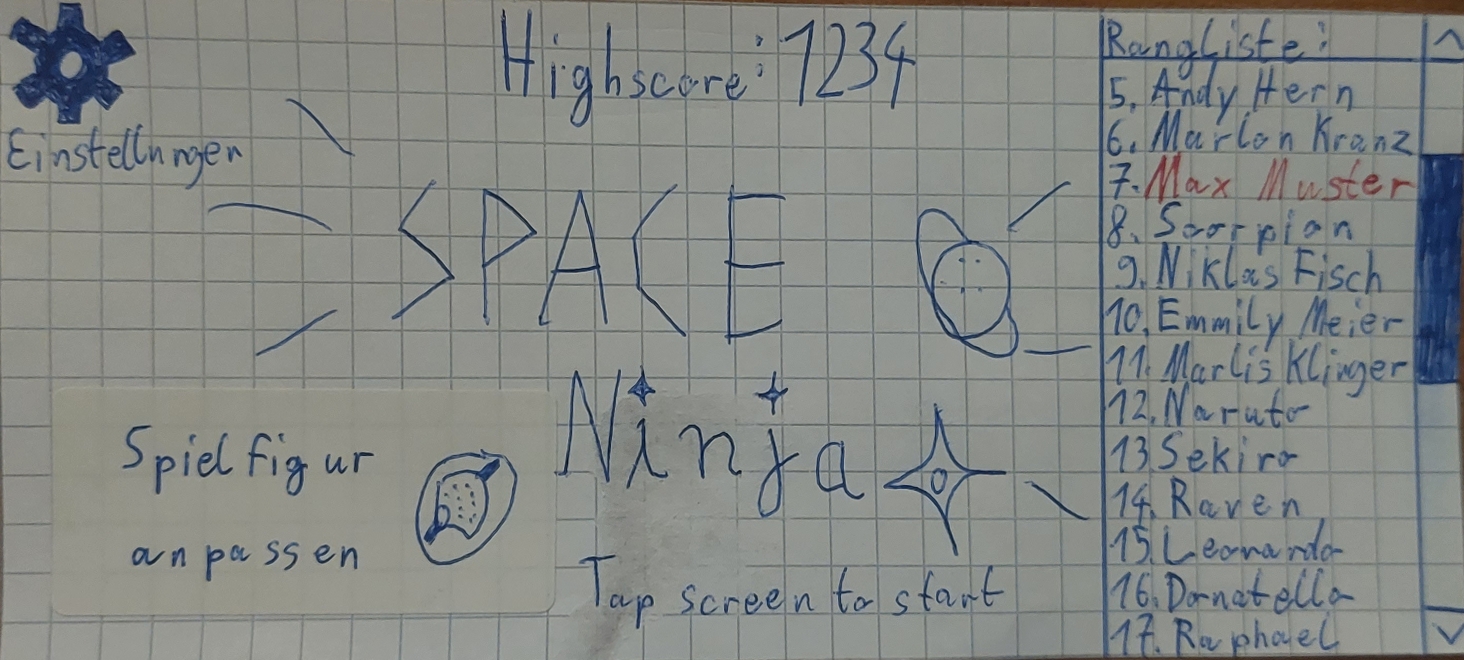 Highscore: 1234
Einstellungen
SPACE
Ninja
Tap screen to start
Spielfigur
anpassen
Rangliste:
5. Andy Hern
6. Marlon Kranz
7. Max Muster
8. Scorpion
9. Niklas Fisch
10. Emmily Meier
11. Marlis Klinger
12. Naruto
13 Sekiro
14. Raven
15. Leonardo
16. Donatello
17. Raphael